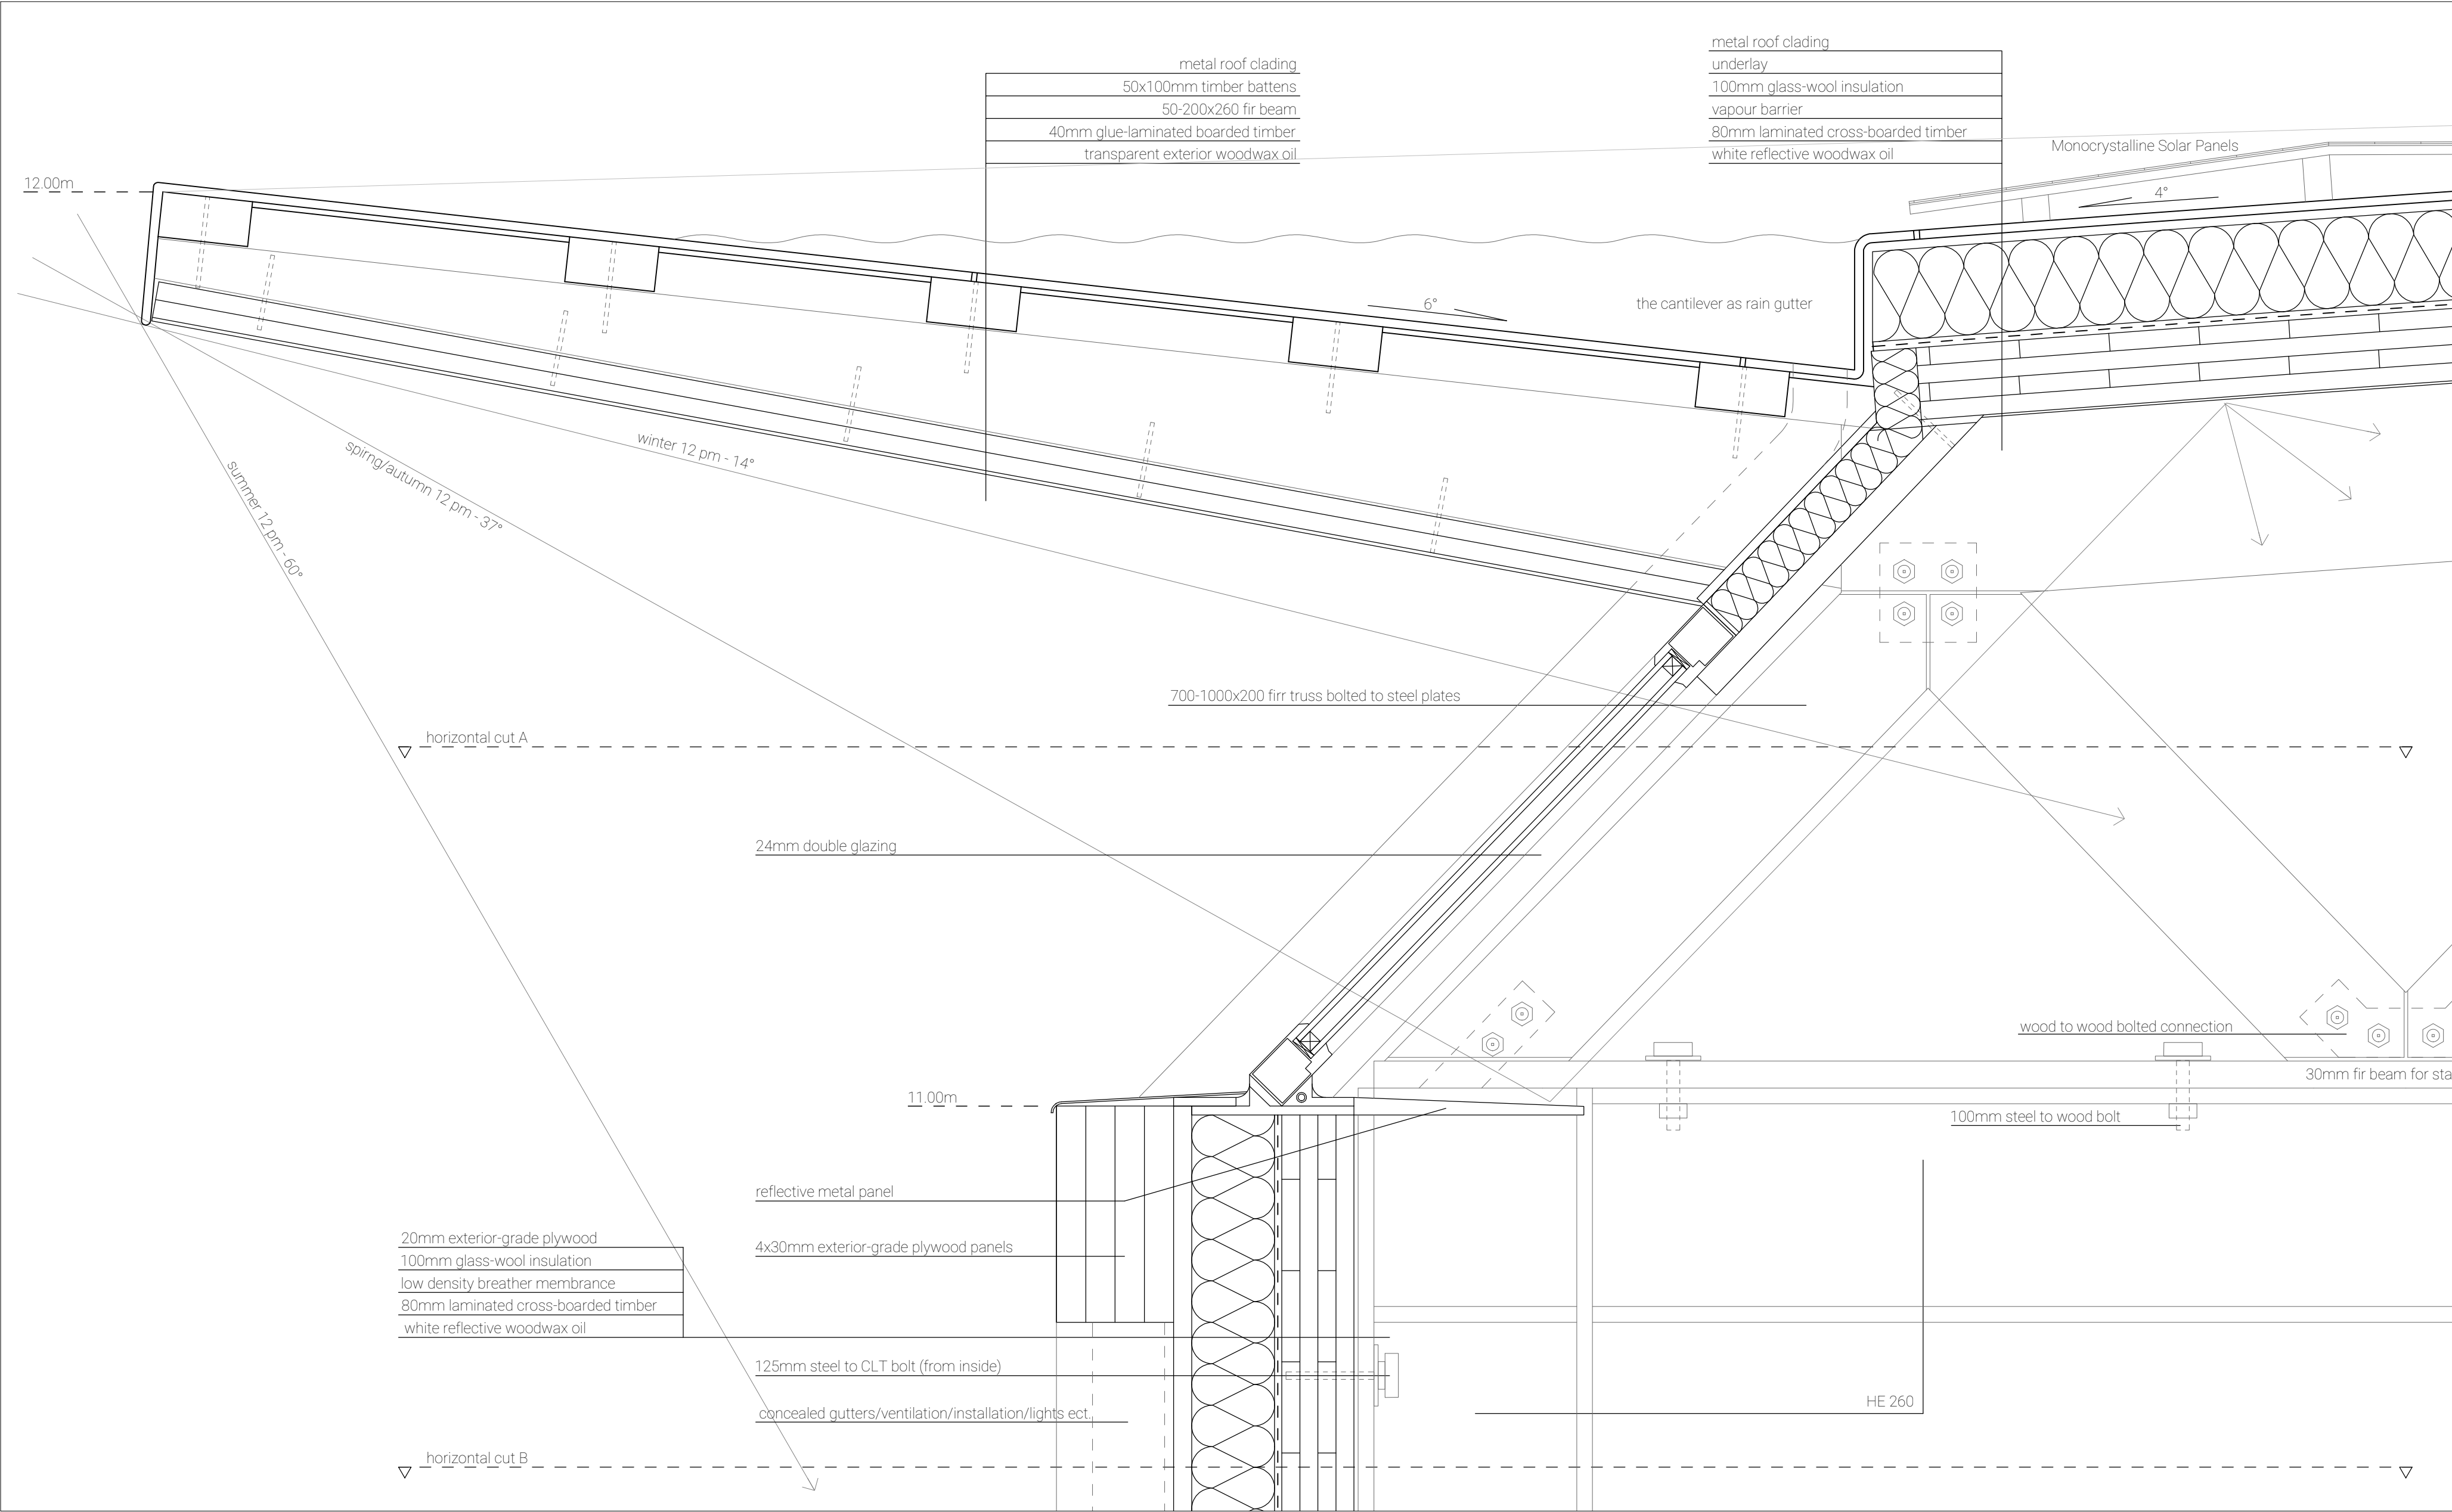 metal roof clading
50x100mm timber battens
50-200x260 fir beam
40mm glue-laminated boarded timber
transparent exterior woodwax oil
metal roof clading
underlay
100mm glass-wool insulation
vapour barrier
80mm laminated cross-boarded timber
white reflective woodwax oil
Monocrystalline Solar Panels
4°
12.00m
6°
the cantilever as rain gutter
summer 12 pm - 60°
spirng/autumn 12 pm - 37°
winter 12 pm - 14°
700-1000x200 firr truss bolted to steel plates
horizontal cut A
24mm double glazing
wood to wood bolted connection
30mm fir beam for sta
11.00m
100mm steel to wood bolt
reflective metal panel
4x30mm exterior-grade plywood panels
20mm exterior-grade plywood
100mm glass-wool insulation
low density breather membrance
80mm laminated cross-boarded timber
white reflective woodwax oil
125mm steel to CLT bolt (from inside)
concealed gutters/ventilation/installation/lights ect.
HE 260
horizontal cut B